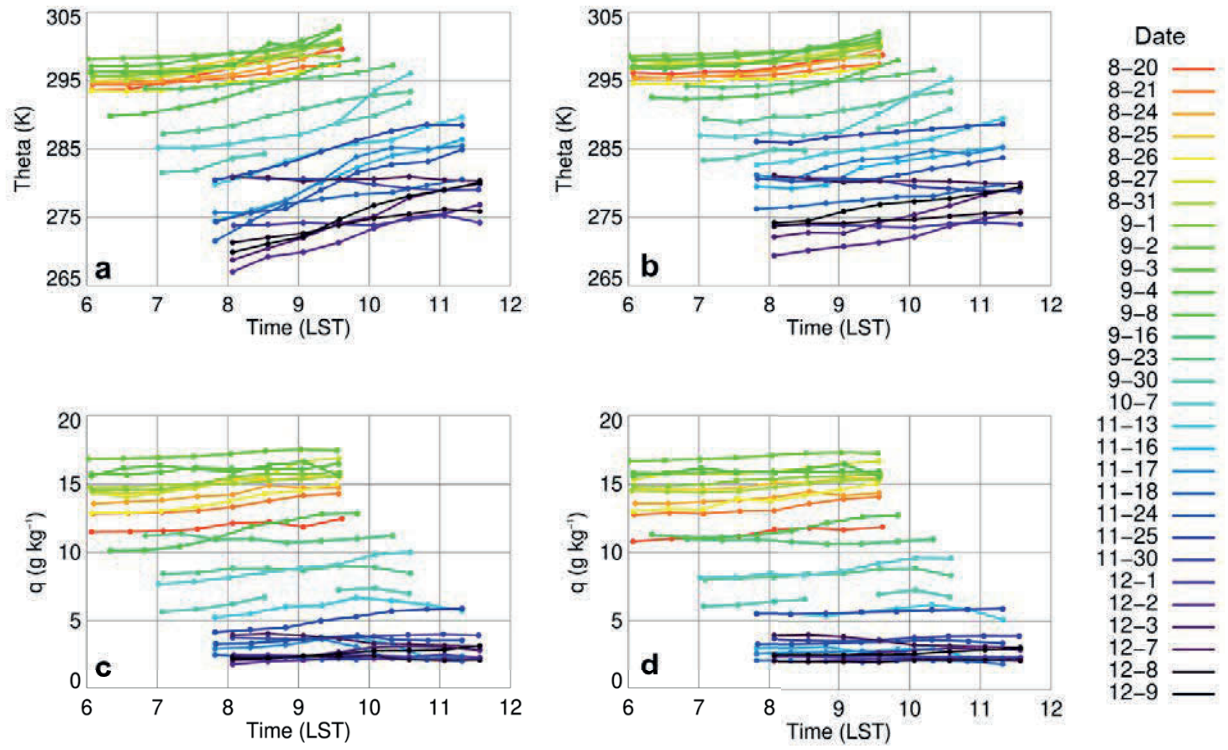 305
295
285
275
265
Theta (K)
a
6 7 8 9 10 11 12
Time (LST)
305
295
285
275
265
Theta (K)
b
6 7 8 9 10 11 12
Time (LST)
20
15
10
5
0
q (g kg⁻¹)
c
6 7 8 9 10 11 12
Time (LST)
20
15
10
5
0
q (g kg⁻¹)
d
6 7 8 9 10 11 12
Time (LST)
Date
8−20
8−21
8−24
8−25
8−26
8−27
8−31
9−1
9−2
9−3
9−4
9−8
9−16
9−23
9−30
10−7
11−13
11−16
11−17
11−18
11−24
11−25
11−30
12−1
12−2
12−3
12−7
12−8
12−9